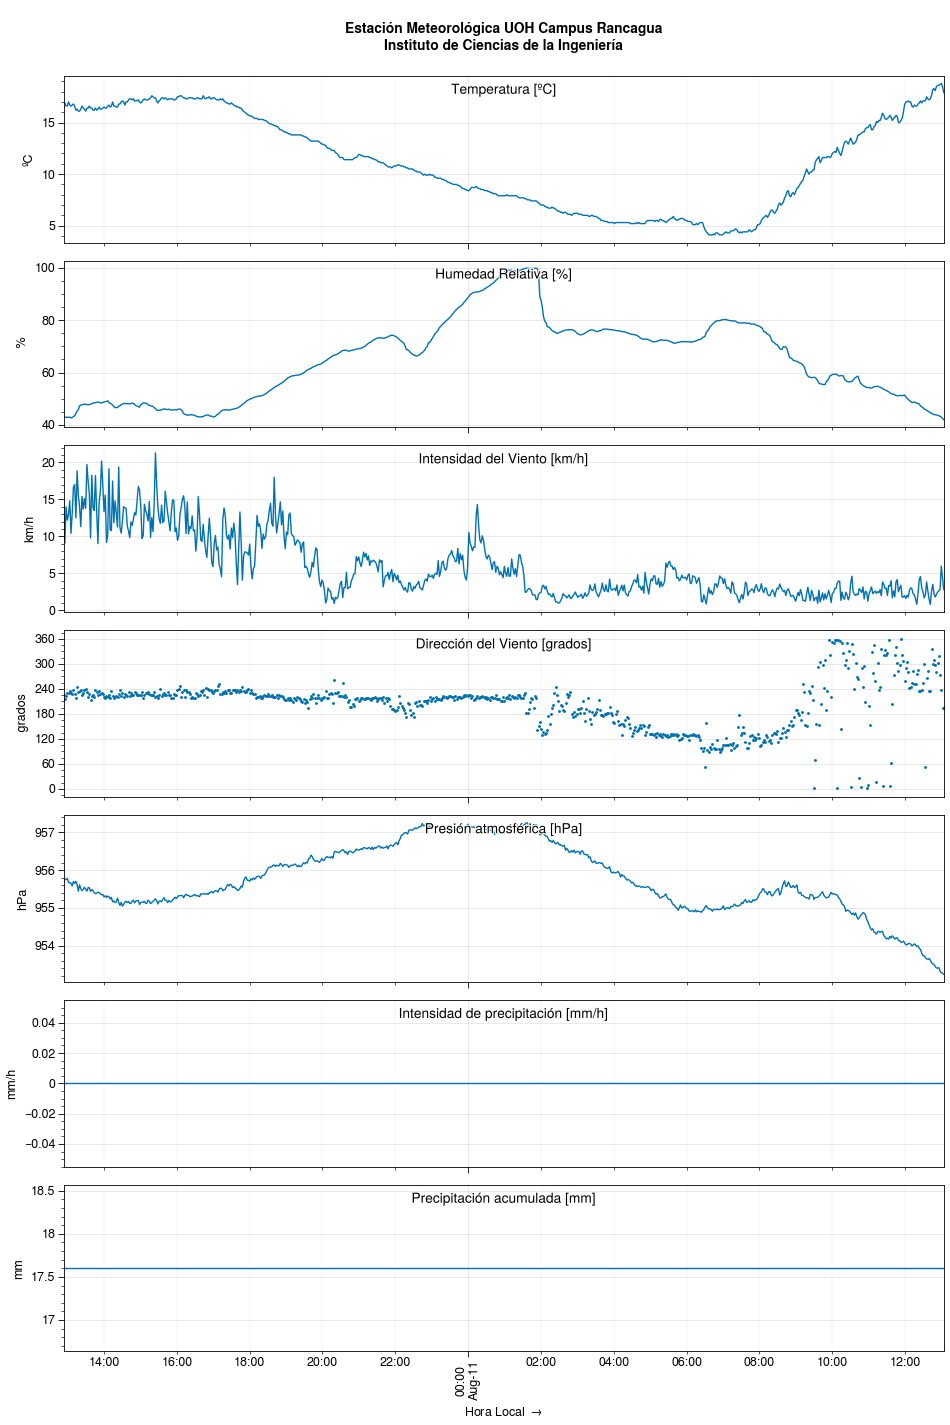 Estación Meteorológica UOH Campus Rancagua
Instituto de Ciencias de la Ingeniería
Temperatura [ºC]
15
10
5
ºC
Humedad Relativa [%]
100
80
60
40
%
Intensidad del Viento [km/h]
20
15
10
5
0
km/h
Dirección del Viento [grados]
360
300
240
180
120
60
0
grados
Presión atmosférica [hPa]
957
956
955
954
hPa
Intensidad de precipitación [mm/h]
0.04
0.02
0
−0.02
−0.04
mm/h
Precipitación acumulada [mm]
18.5
18
17.5
17
mm
14:00 16:00 18:00 20:00 22:00 00:00 02:00 04:00 06:00 08:00 10:00 12:00
Aug-11
Hora Local →